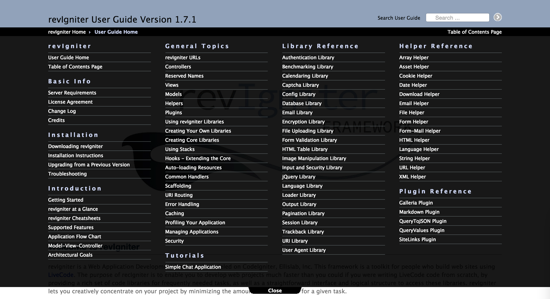 revIgniter User Guide Version 1.7.1
Search User Guide
Search ...
revIgniter Home › User Guide Home
Table of Contents Page
revIgniter
User Guide Home
Table of Contents Page
Basic Info
Server Requirements
License Agreement
Change Log
Credits
Installation
Downloading revIgniter
Installation Instructions
Upgrading from a Previous Version
Troubleshooting
Introduction
Getting Started
revIgniter at a Glance
revIgniter Cheatsheets
Supported Features
Application Flow Chart
Model-View-Controller
Architectural Goals
General Topics
revIgniter URLs
Controllers
Reserved Names
Views
Models
Helpers
Plugins
Using revIgniter Libraries
Creating Your Own Libraries
Creating Core Libraries
Using Stacks
Hooks - Extending the Core
Auto-loading Resources
Common Handlers
Scaffolding
URI Routing
Error Handling
Caching
Profiling Your Application
Managing Applications
Security
Tutorials
Simple Chat Application
Library Reference
Authentication Library
Benchmarking Library
Calendaring Library
Captcha Library
Config Library
Database Library
Email Library
Encryption Library
File Uploading Library
Form Validation Library
HTML Table Library
Image Manipulation Library
Input and Security Library
jQuery Library
Language Library
Loader Library
Output Library
Pagination Library
Session Library
Trackback Library
URI Library
User Agent Library
Helper Reference
Array Helper
Asset Helper
Cookie Helper
Date Helper
Download Helper
Email Helper
File Helper
Form-Mail Helper
HTML Helper
Language Helper
String Helper
URL Helper
XML Helper
Plugin Reference
Galleria Plugin
Markdown Plugin
QueryToJSON Plugin
QueryValues Plugin
SiteLinks Plugin
revIgniter
FRAMEWORK
Close
lets you creatively concentrate on your project by minimizing the amount
for a given task.